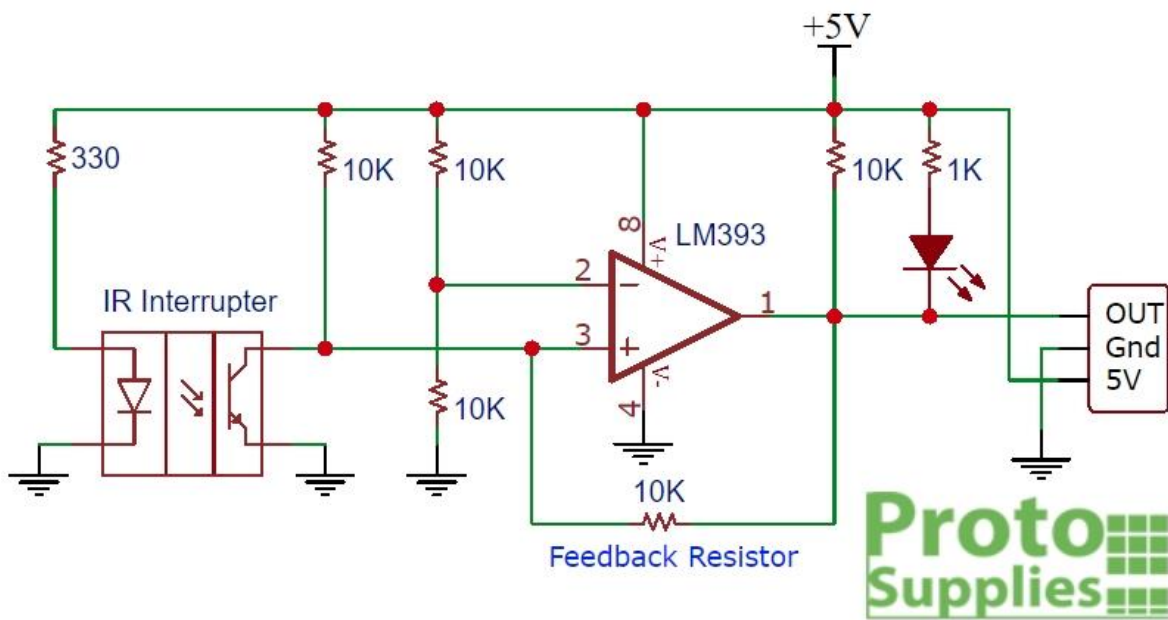 +5V
330
10K
10K
10K
1K
8
V+
LM393
2
−
IR Interrupter
1
3
+
OUT
Gnd
5V
V-
4
10K
10K
Feedback Resistor
Proto
Supplies